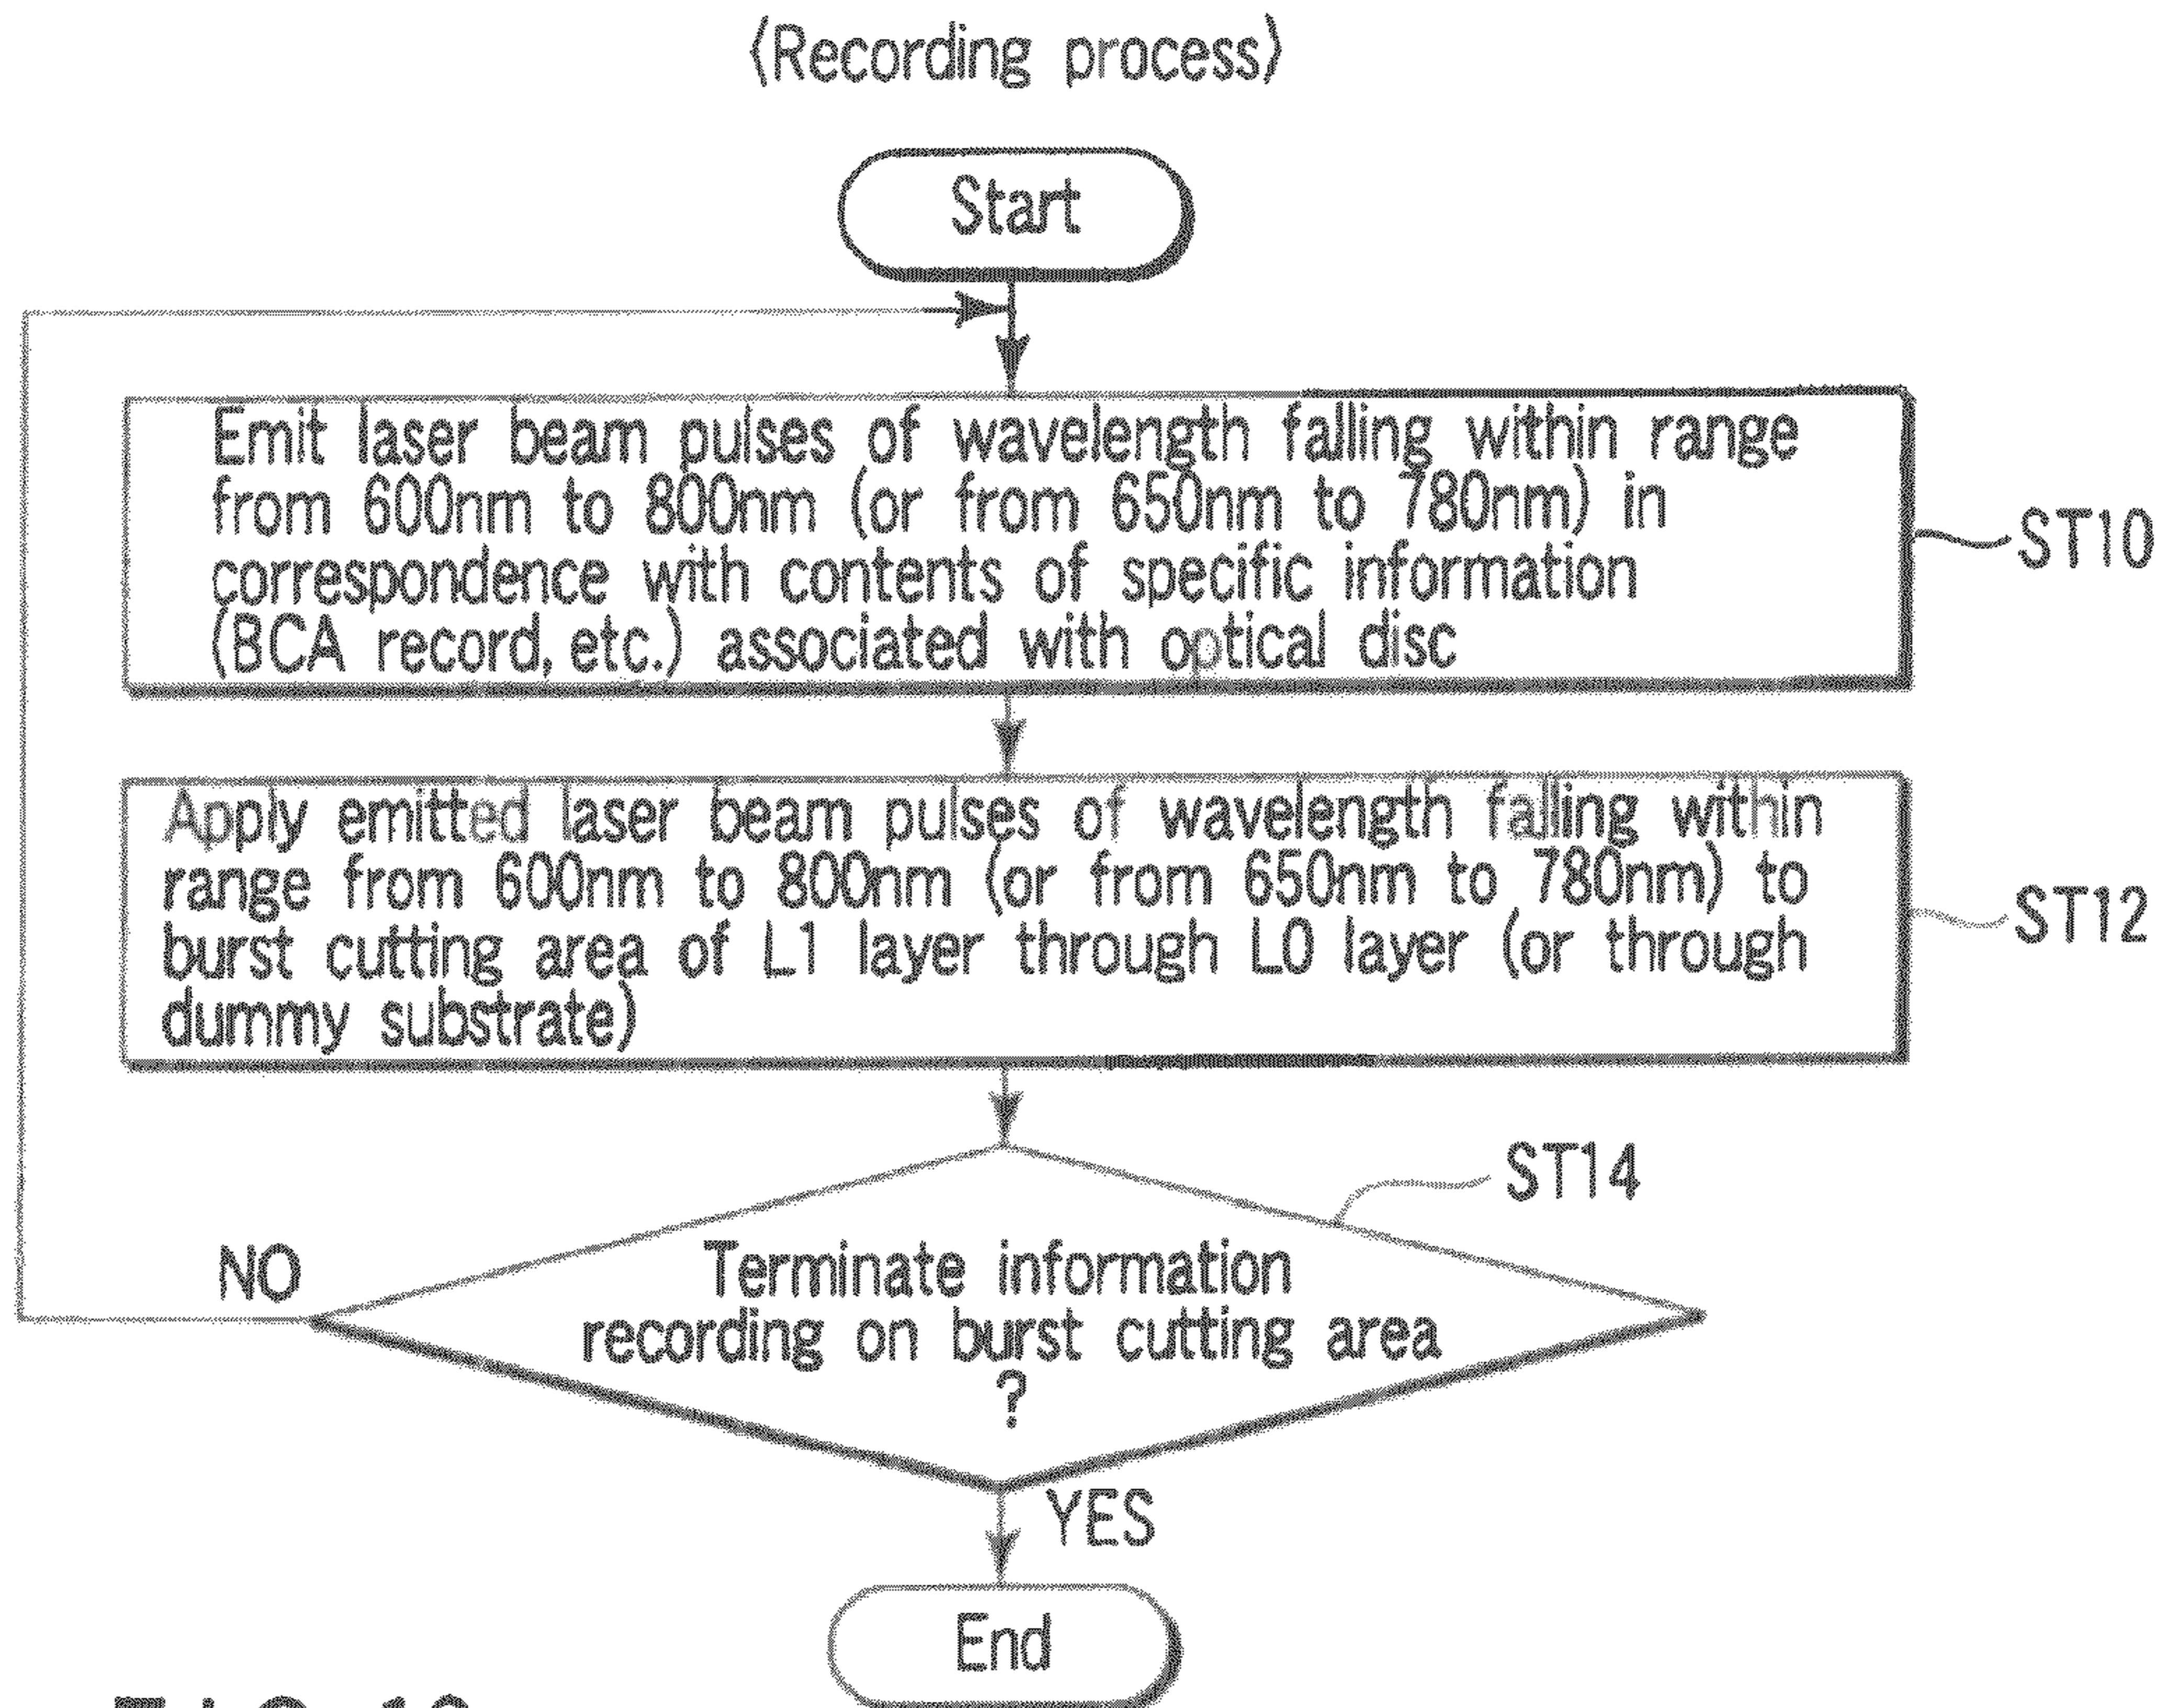 (Recording process)
Start
Emit laser beam pulses of wavelength falling within range
from 600nm to 800nm (or from 650nm to 780nm) in
correspondence with contents of specific information
(BCA record, etc.) associated with optical disc
ST10
Apply emitted laser beam pulses of wavelength falling within
range from 600nm to 800nm (or from 650nm to 780nm) to
burst cutting area of L1 layer through L0 layer (or through
dummy substrate)
ST12
ST14
NO
Terminate information
recording on burst cutting area
?
YES
End